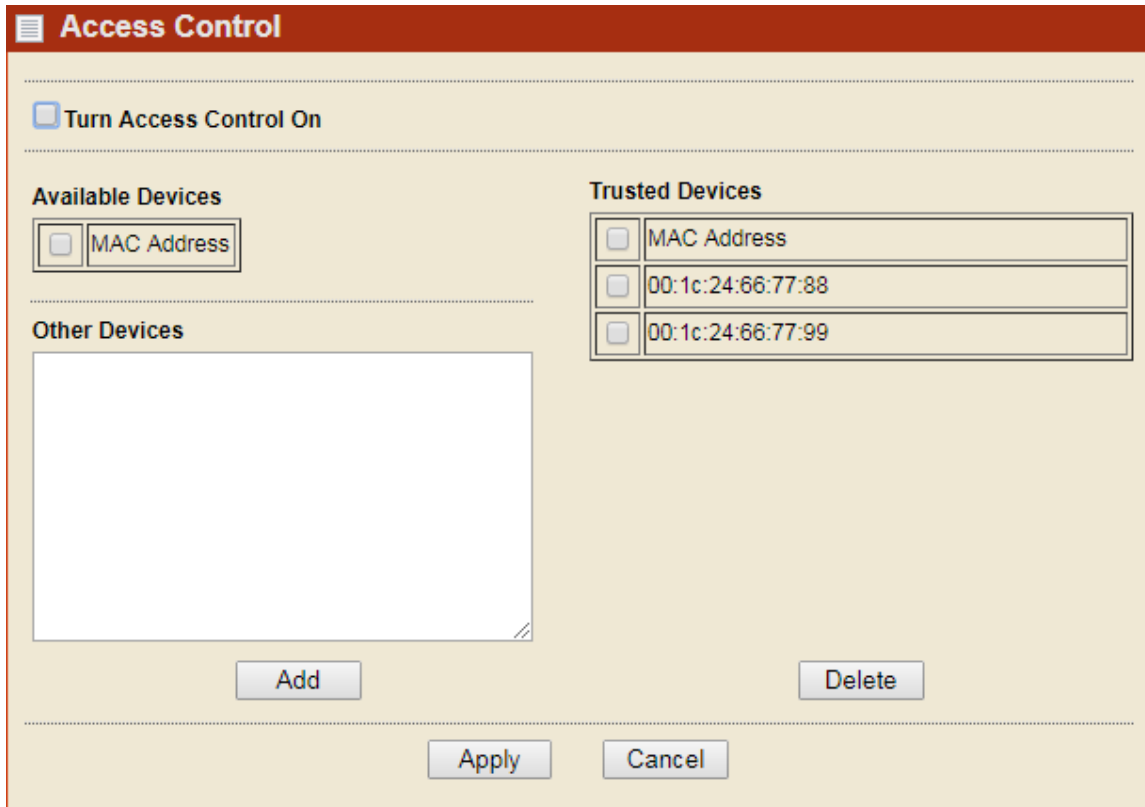 Access Control
Turn Access Control On
Available Devices
MAC Address
Other Devices
Add
Trusted Devices
MAC Address
00:1c:24:66:77:88
00:1c:24:66:77:99
Delete
Apply
Cancel